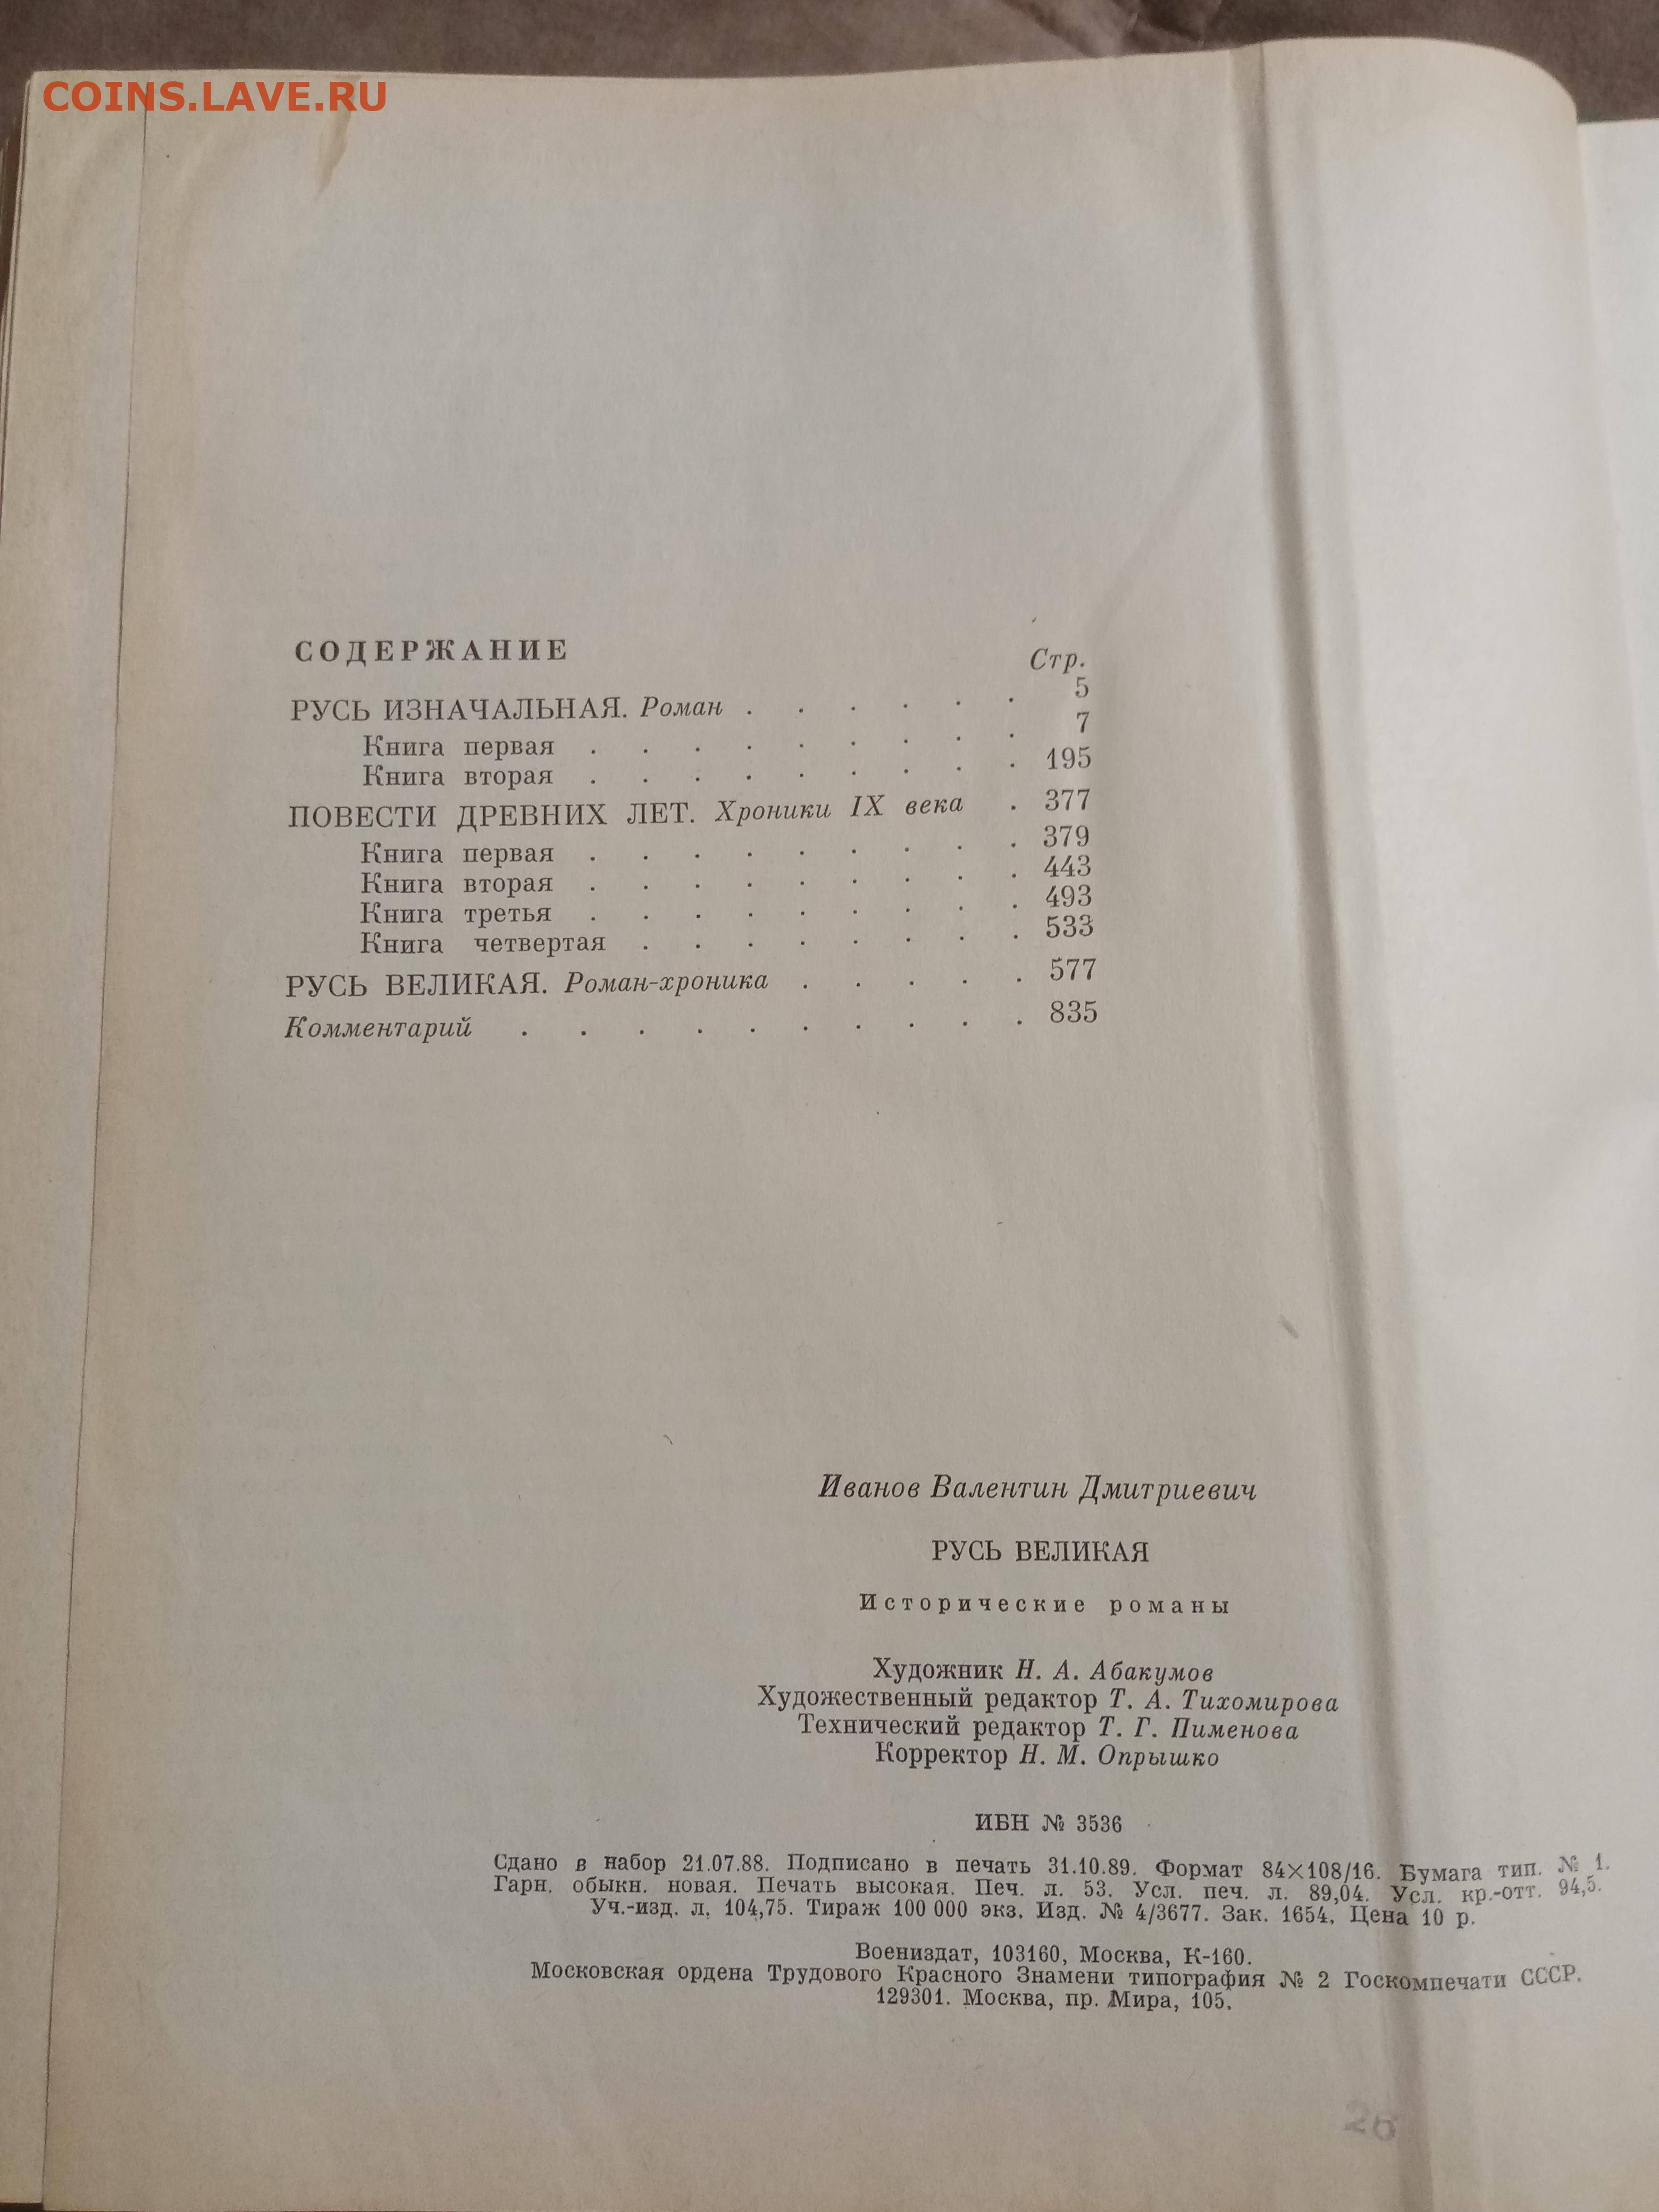 COINS.LAVE.RU
СОДЕРЖАНИЕ
Стр.
РУСЬ ИЗНАЧАЛЬНАЯ. Роман . . . . . . 5
Книга первая . . . . . . . . . 7
Книга вторая . . . . . . . . . 195
ПОВЕСТИ ДРЕВНИХ ЛЕТ. Хроники IX века . 377
Книга первая . . . . . . . . . 379
Книга вторая . . . . . . . . . 443
Книга третья . . . . . . . . . 493
Книга четвертая . . . . . . . . 533
РУСЬ ВЕЛИКАЯ. Роман-хроника . . . . . 577
Комментарий . . . . . . . . . . 835
Иванов Валентин Дмитриевич
РУСЬ ВЕЛИКАЯ
Исторические романы
Художник Н. А. Абакумов
Художественный редактор Т. А. Тихомирова
Технический редактор Т. Г. Пименова
Корректор Н. М. Опрышко
ИБН № 3536
Сдано в набор 21.07.88. Подписано в печать 31.10.89. Формат 84×108/16. Бумага тип. № 1.
Гарн. обыкн. новая. Печать высокая. Печ. л. 53. Усл. печ. л. 89,04. Усл. кр.-отт. 94,5.
Уч.-изд. л. 104,75. Тираж 100 000 экз. Изд. № 4/3677. Зак. 1654. Цена 10 р.
Воениздат, 103160, Москва, К-160.
Московская ордена Трудового Красного Знамени типография № 2 Госкомпечати СССР.
129301. Москва, пр. Мира, 105.
26